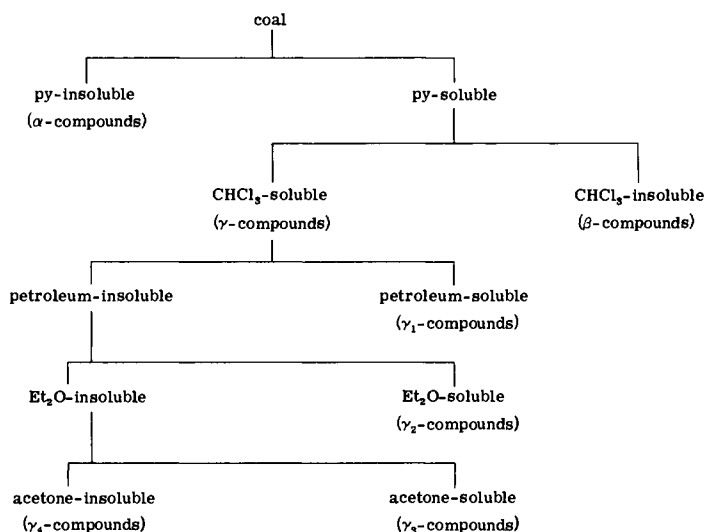 coal
py-insoluble
(α-compounds)
py-soluble
CHCl₃-soluble
(γ-compounds)
CHCl₃-insoluble
(β-compounds)
petroleum-insoluble
petroleum-soluble
(γ₁-compounds)
Et₂O-insoluble
Et₂O-soluble
(γ₂-compounds)
acetone-insoluble
(γ₄-compounds)
acetone-soluble
(γ₃-compounds)